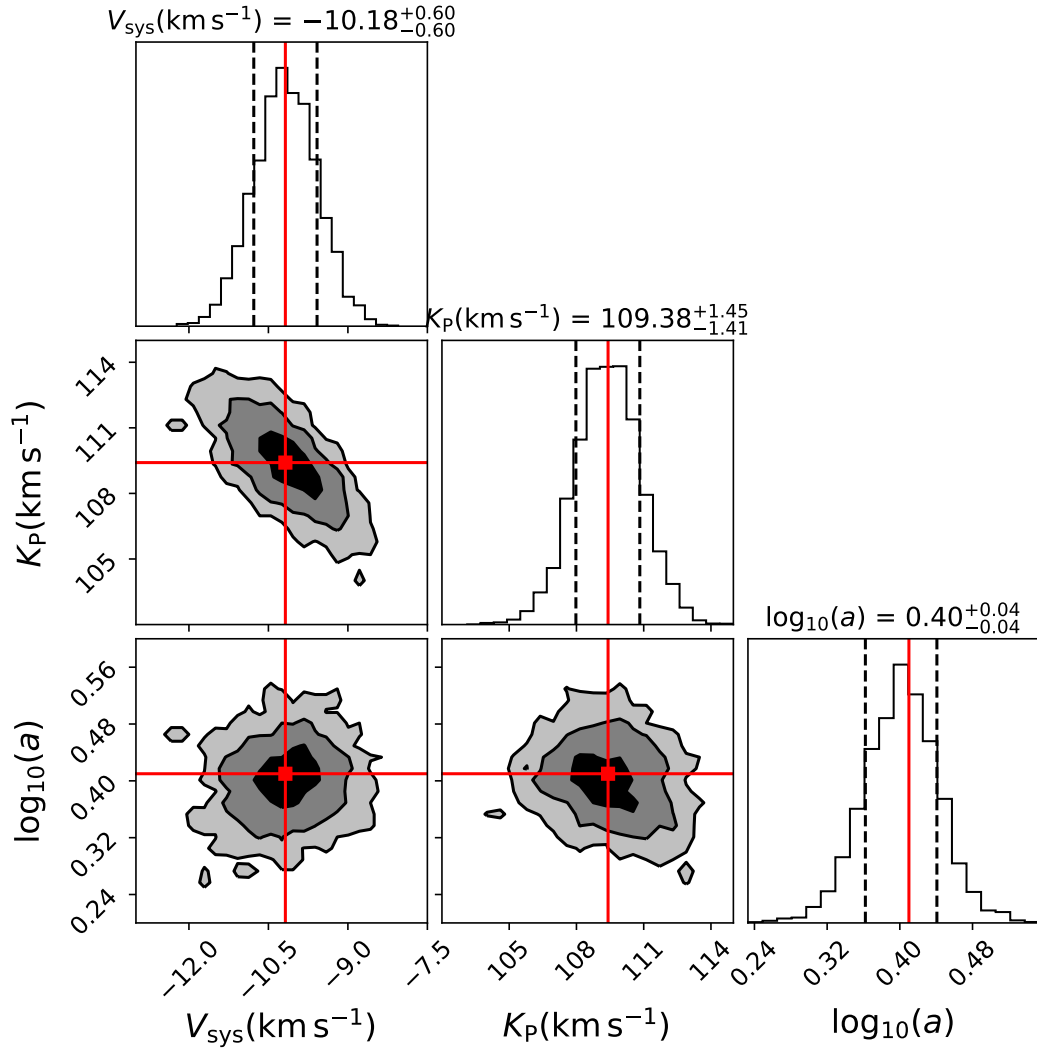 V_sys(km s⁻¹) = −10.18^{+0.60}_{−0.60}
K_P(km s⁻¹) = 109.38^{+1.45}_{−1.41}
114
111
108
105
K_P(km s⁻¹)
log₁₀(a) = 0.40^{+0.04}_{−0.04}
0.56
0.48
0.40
0.32
0.24
log₁₀(a)
−12.0 −10.5 −9.0 −7.5
105 108 111 114
0.24 0.32 0.40 0.48
V_sys(km s⁻¹) K_P(km s⁻¹) log₁₀(a)